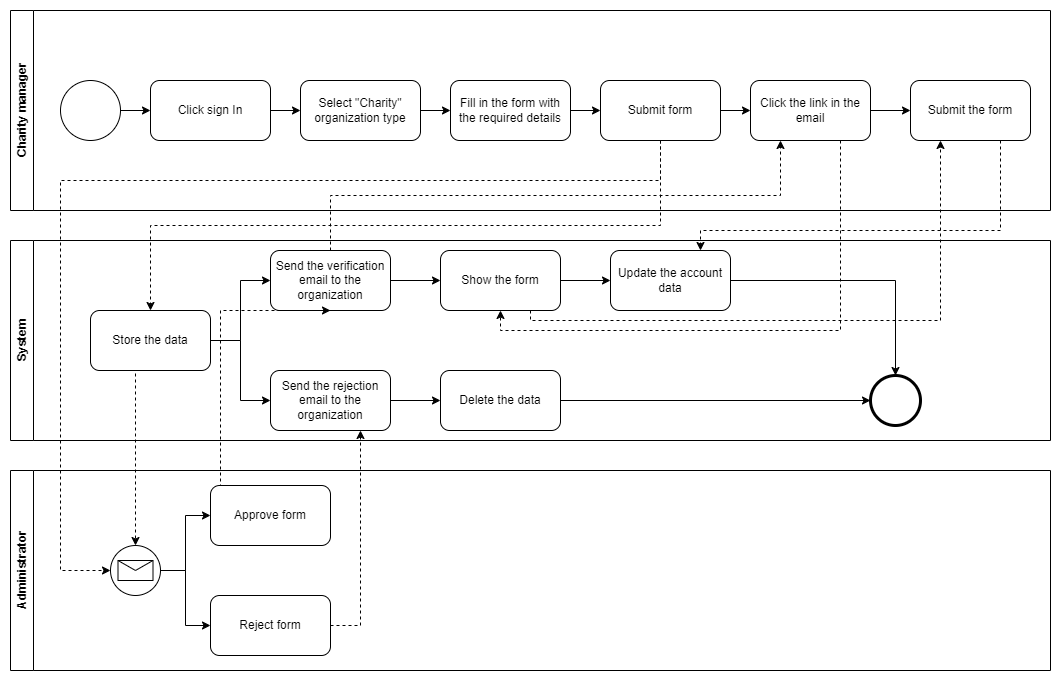 Charity manager
Click sign In
Select "Charity"
organization type
Fill in the form with
the required details
Submit form
Click the link in the
email
Submit the form
System
Store the data
Send the verification
email to the
organization
Show the form
Update the account
data
Send the rejection
email to the
organization
Delete the data
Administrator
Approve form
Reject form